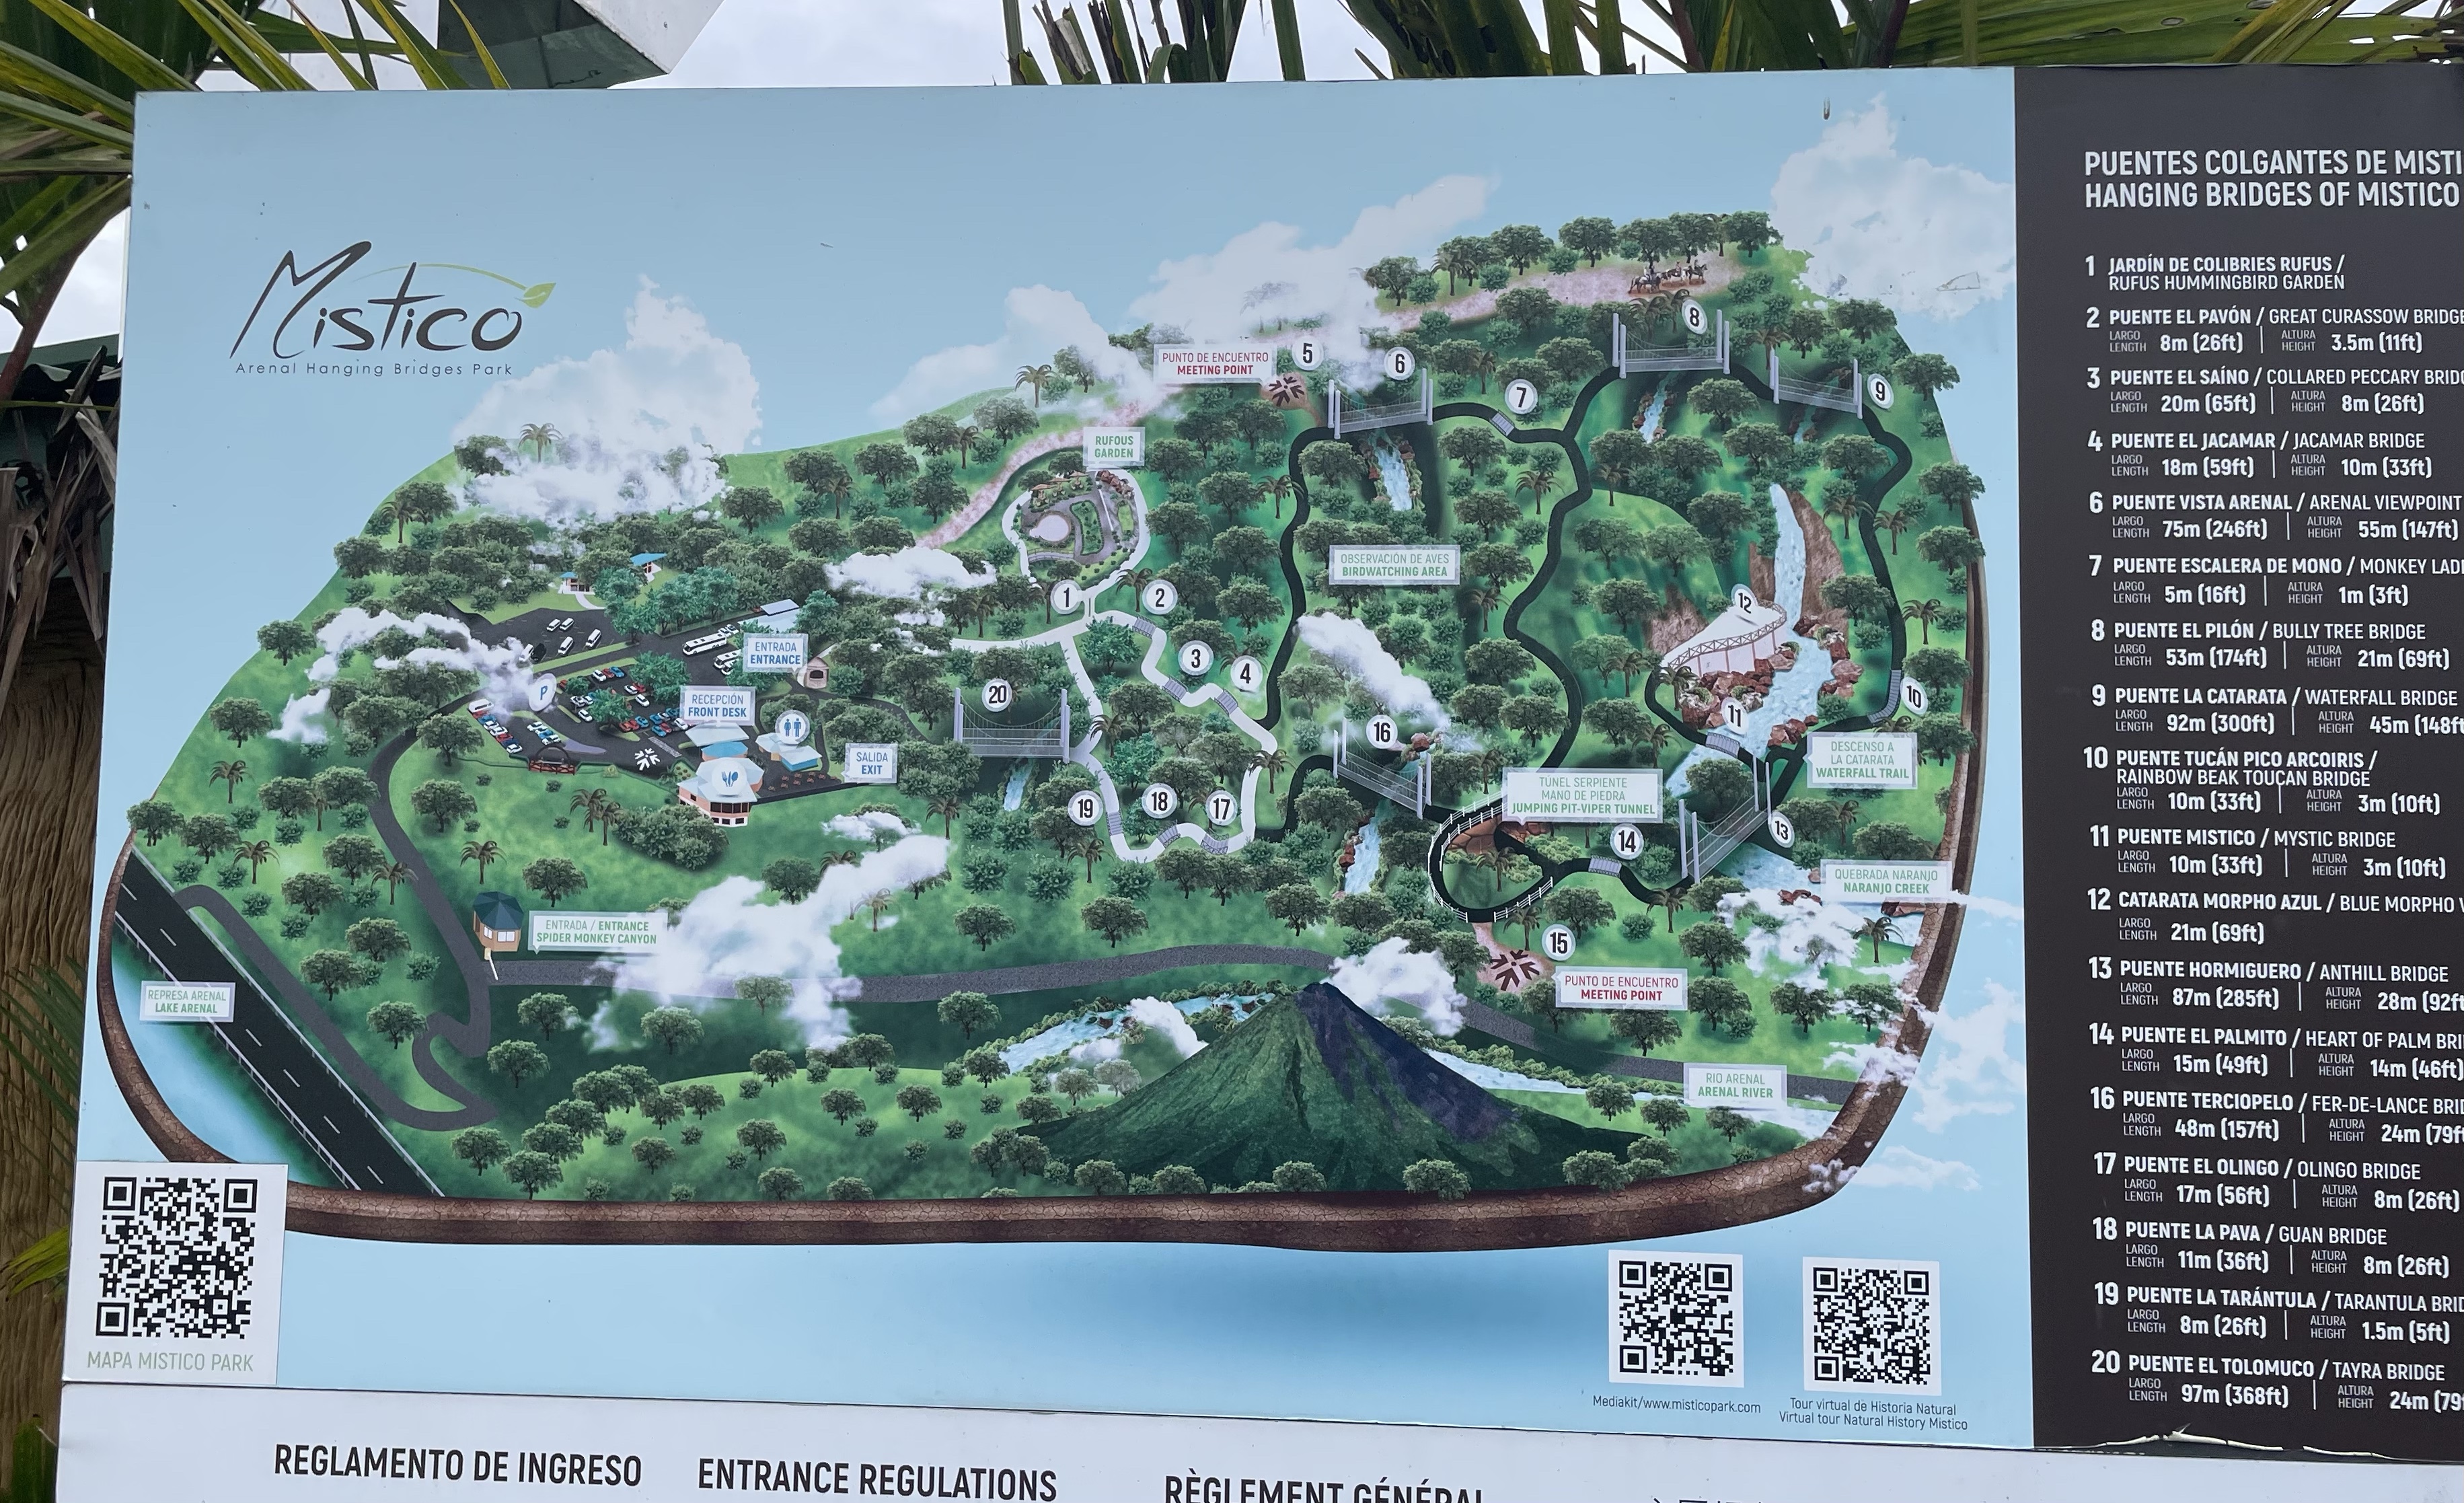 Mistico
Arenal Hanging Bridges Park
PUNTO DE ENCUENTRO
MEETING POINT
5
6
7
8
9
RUFOUS
GARDEN
OBSERVACIÓN DE AVES
BIRDWATCHING AREA
1
2
3
4
12
11
10
ENTRADA
ENTRANCE
P
RECEPCIÓN
FRONT DESK
20
SALIDA
EXIT
16
19
18
17
DESCENSO A
LA CATARATA
WATERFALL TRAIL
TÚNEL SERPIENTE
MANO DE PIEDRA
JUMPING PIT-VIPER TUNNEL
14
13
QUEBRADA NARANJO
NARANJO CREEK
ENTRADA / ENTRANCE
SPIDER MONKEY CANYON
15
PUNTO DE ENCUENTRO
MEETING POINT
REPRESA ARENAL
LAKE ARENAL
RIO ARENAL
ARENAL RIVER
MAPA MISTICO PARK
Mediakit/www.misticopark.com
Tour virtual de Historia Natural
Virtual tour Natural History Mistico
PUENTES COLGANTES DE MISTI
HANGING BRIDGES OF MISTICO
1 JARDÍN DE COLIBRIES RUFUS /
RUFUS HUMMINGBIRD GARDEN
2 PUENTE EL PAVÓN / GREAT CURASSOW BRIDGE
LARGO LENGTH 8m (26ft) | ALTURA HEIGHT 3.5m (11ft)
3 PUENTE EL SAÍNO / COLLARED PECCARY BRIDG
LARGO LENGTH 20m (65ft) | ALTURA HEIGHT 8m (26ft)
4 PUENTE EL JACAMAR / JACAMAR BRIDGE
LARGO LENGTH 18m (59ft) | ALTURA HEIGHT 10m (33ft)
6 PUENTE VISTA ARENAL / ARENAL VIEWPOINT
LARGO LENGTH 75m (246ft) | ALTURA HEIGHT 55m (147ft)
7 PUENTE ESCALERA DE MONO / MONKEY LAD
LARGO LENGTH 5m (16ft) | ALTURA HEIGHT 1m (3ft)
8 PUENTE EL PILÓN / BULLY TREE BRIDGE
LARGO LENGTH 53m (174ft) | ALTURA HEIGHT 21m (69ft)
9 PUENTE LA CATARATA / WATERFALL BRIDGE
LARGO LENGTH 92m (300ft) | ALTURA HEIGHT 45m (148ft
10 PUENTE TUCÁN PICO ARCOIRIS /
RAINBOW BEAK TOUCAN BRIDGE
LARGO LENGTH 10m (33ft) | ALTURA HEIGHT 3m (10ft)
11 PUENTE MISTICO / MYSTIC BRIDGE
LARGO LENGTH 10m (33ft) | ALTURA HEIGHT 3m (10ft)
12 CATARATA MORPHO AZUL / BLUE MORPHO
LARGO LENGTH 21m (69ft)
13 PUENTE HORMIGUERO / ANTHILL BRIDGE
LARGO LENGTH 87m (285ft) | ALTURA HEIGHT 28m (92ft
14 PUENTE EL PALMITO / HEART OF PALM BRI
LARGO LENGTH 15m (49ft) | ALTURA HEIGHT 14m (46ft)
16 PUENTE TERCIOPELO / FER-DE-LANCE BRID
LARGO LENGTH 48m (157ft) | ALTURA HEIGHT 24m (79ft
17 PUENTE EL OLINGO / OLINGO BRIDGE
LARGO LENGTH 17m (56ft) | ALTURA HEIGHT 8m (26ft)
18 PUENTE LA PAVA / GUAN BRIDGE
LARGO LENGTH 11m (36ft) | ALTURA HEIGHT 8m (26ft)
19 PUENTE LA TARÁNTULA / TARANTULA BRID
LARGO LENGTH 8m (26ft) | ALTURA HEIGHT 1.5m (5ft)
20 PUENTE EL TOLOMUCO / TAYRA BRIDGE
LARGO LENGTH 97m (368ft) | ALTURA HEIGHT 24m (79
REGLAMENTO DE INGRESO
ENTRANCE REGULATIONS
RÈGLEMENT GÉNÉRAL